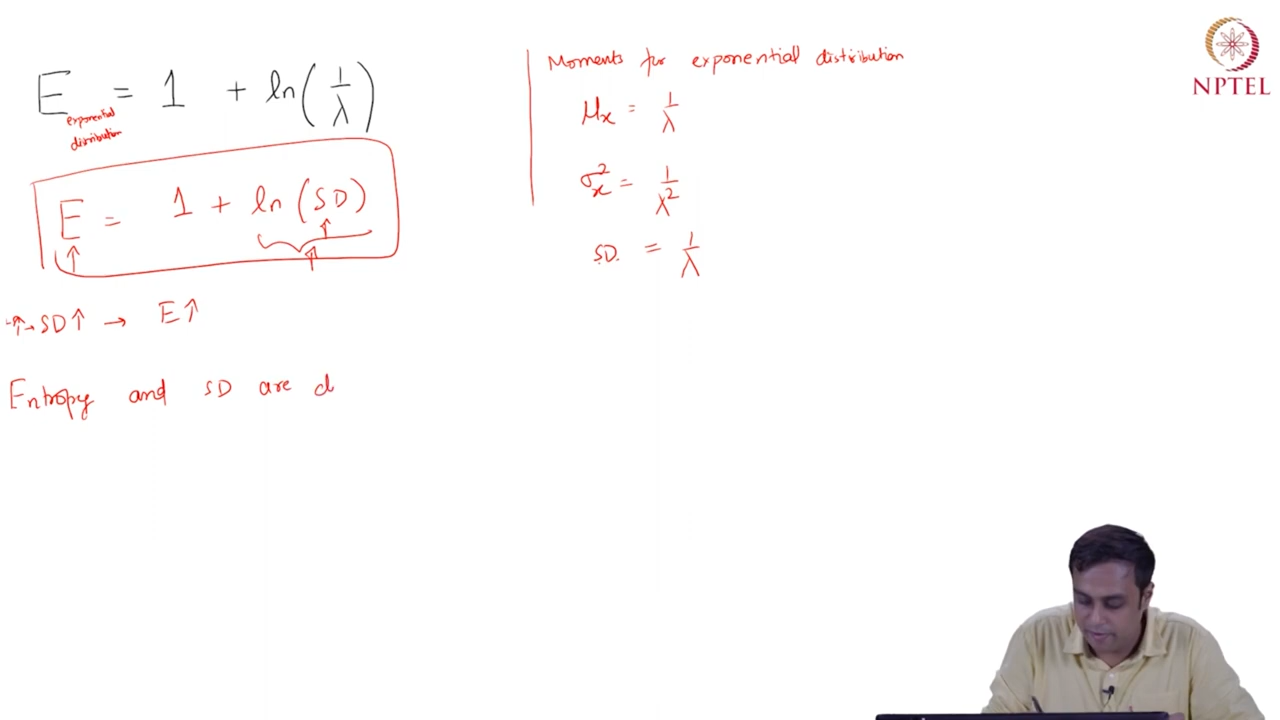 E exponential distribution = 1 + ln(1/λ)
E = 1 + ln (SD)
↑ → SD↑ → E↑
Entropy and SD are d
Moments for exponential distribution
μx = 1/λ
σx² = 1/λ²
SD. = 1/λ
NPTEL